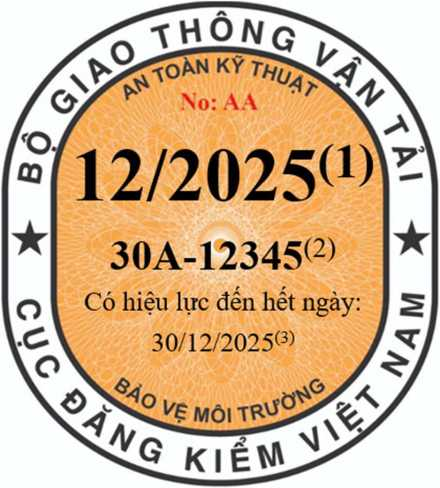 BỘ GIAO THÔNG VẬN TẢI
AN TOÀN KỸ THUẬT
No: AA
12/2025(1)
30A-12345(2)
Có hiệu lực đến hết ngày:
30/12/2025(3)
BẢO VỆ MÔI TRƯỜNG
CỤC ĐĂNG KIỂM VIỆT NAM